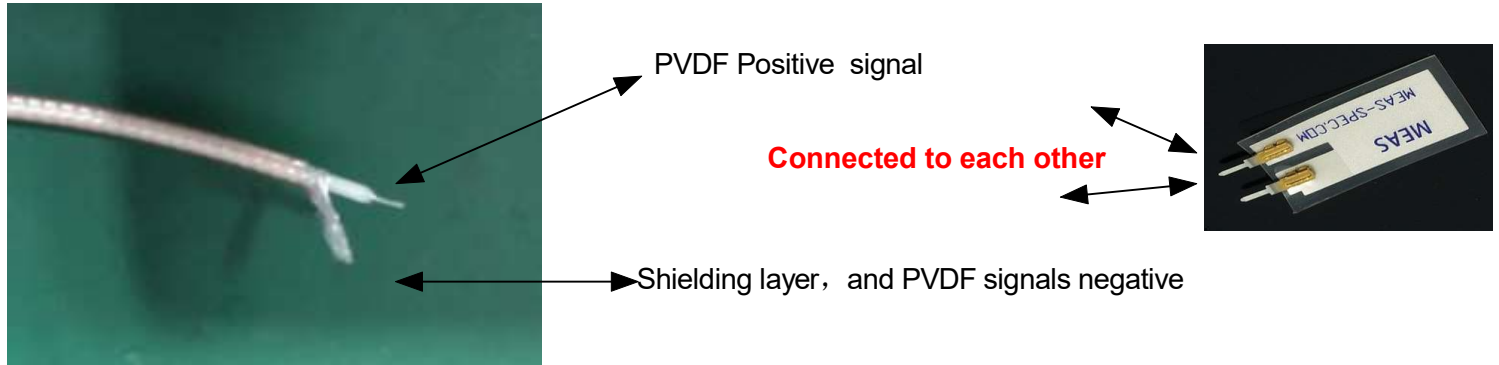 PVDF Positive  signal
Connected to each other
Shielding layer，and PVDF signals negative
MEAS-SPEC.COM
MEAS